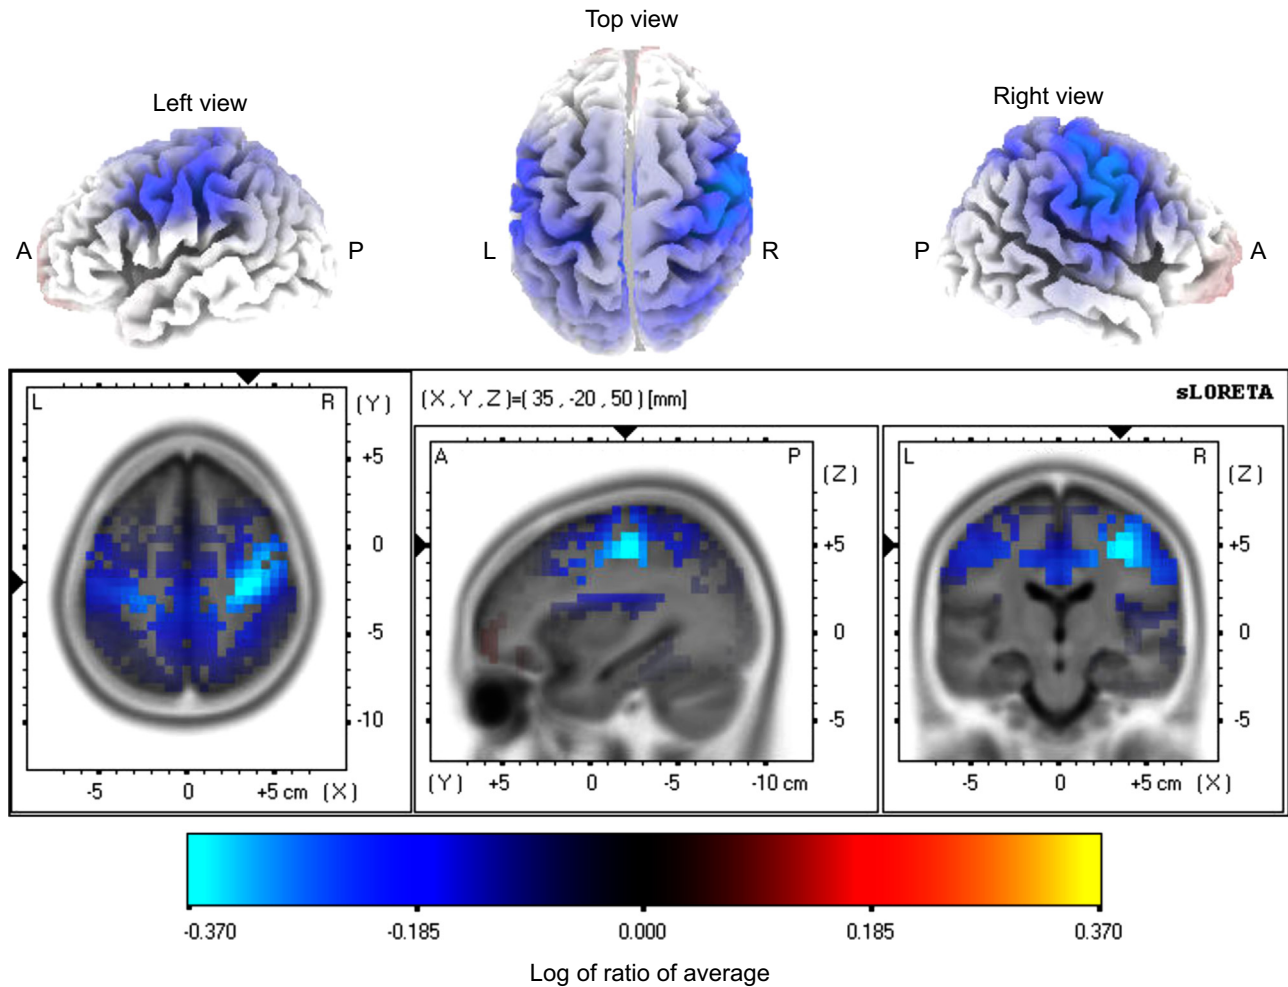 Top view
Left view
Right view
A
P
L
R
P
A
L
R
(Y)
+5
0
-5
-10
-5
0
+5 cm (X)
(X,Y,Z)=(35,-20,50)[mm]
sLORETA
A
P
(Z)
+5
0
-5
(Y) +5
0
-5
-10 cm
L
R
(Z)
+5
0
-5
-5
0
+5 cm (X)
-0.370
-0.185
0.000
0.185
0.370
Log of ratio of average